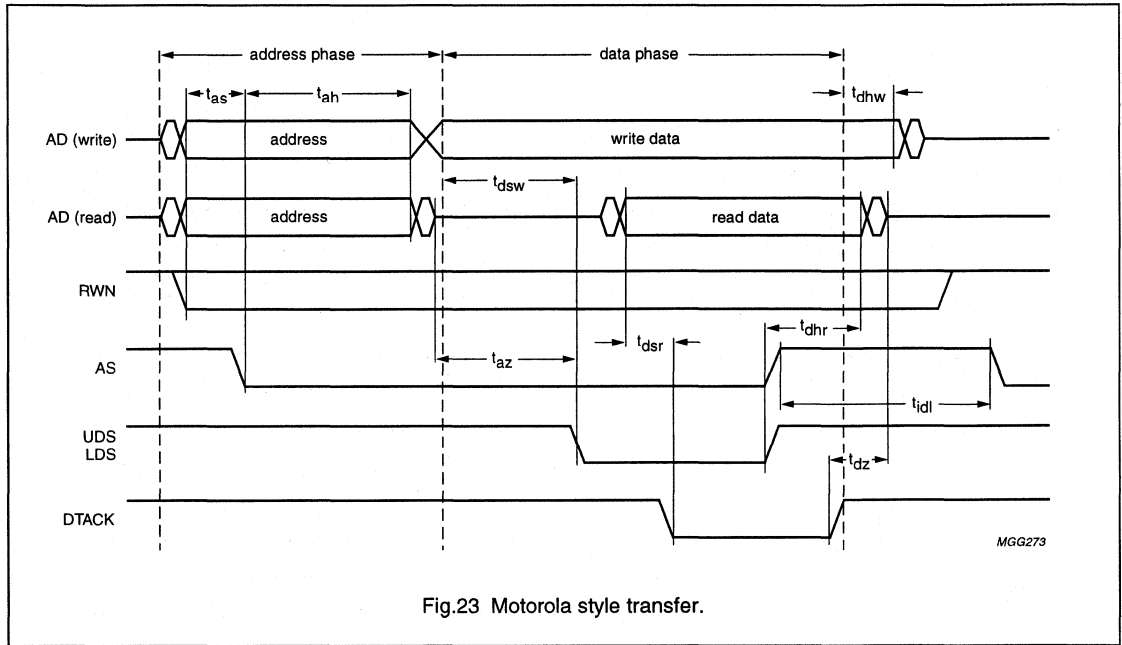 address phase
data phase
tas
tah
tdhw
AD (write)
address
write data
tdsw
AD (read)
address
read data
RWN
tdhr
tdsr
AS
taz
tidl
UDS
LDS
tdz
DTACK
MGG273
Fig.23 Motorola style transfer.